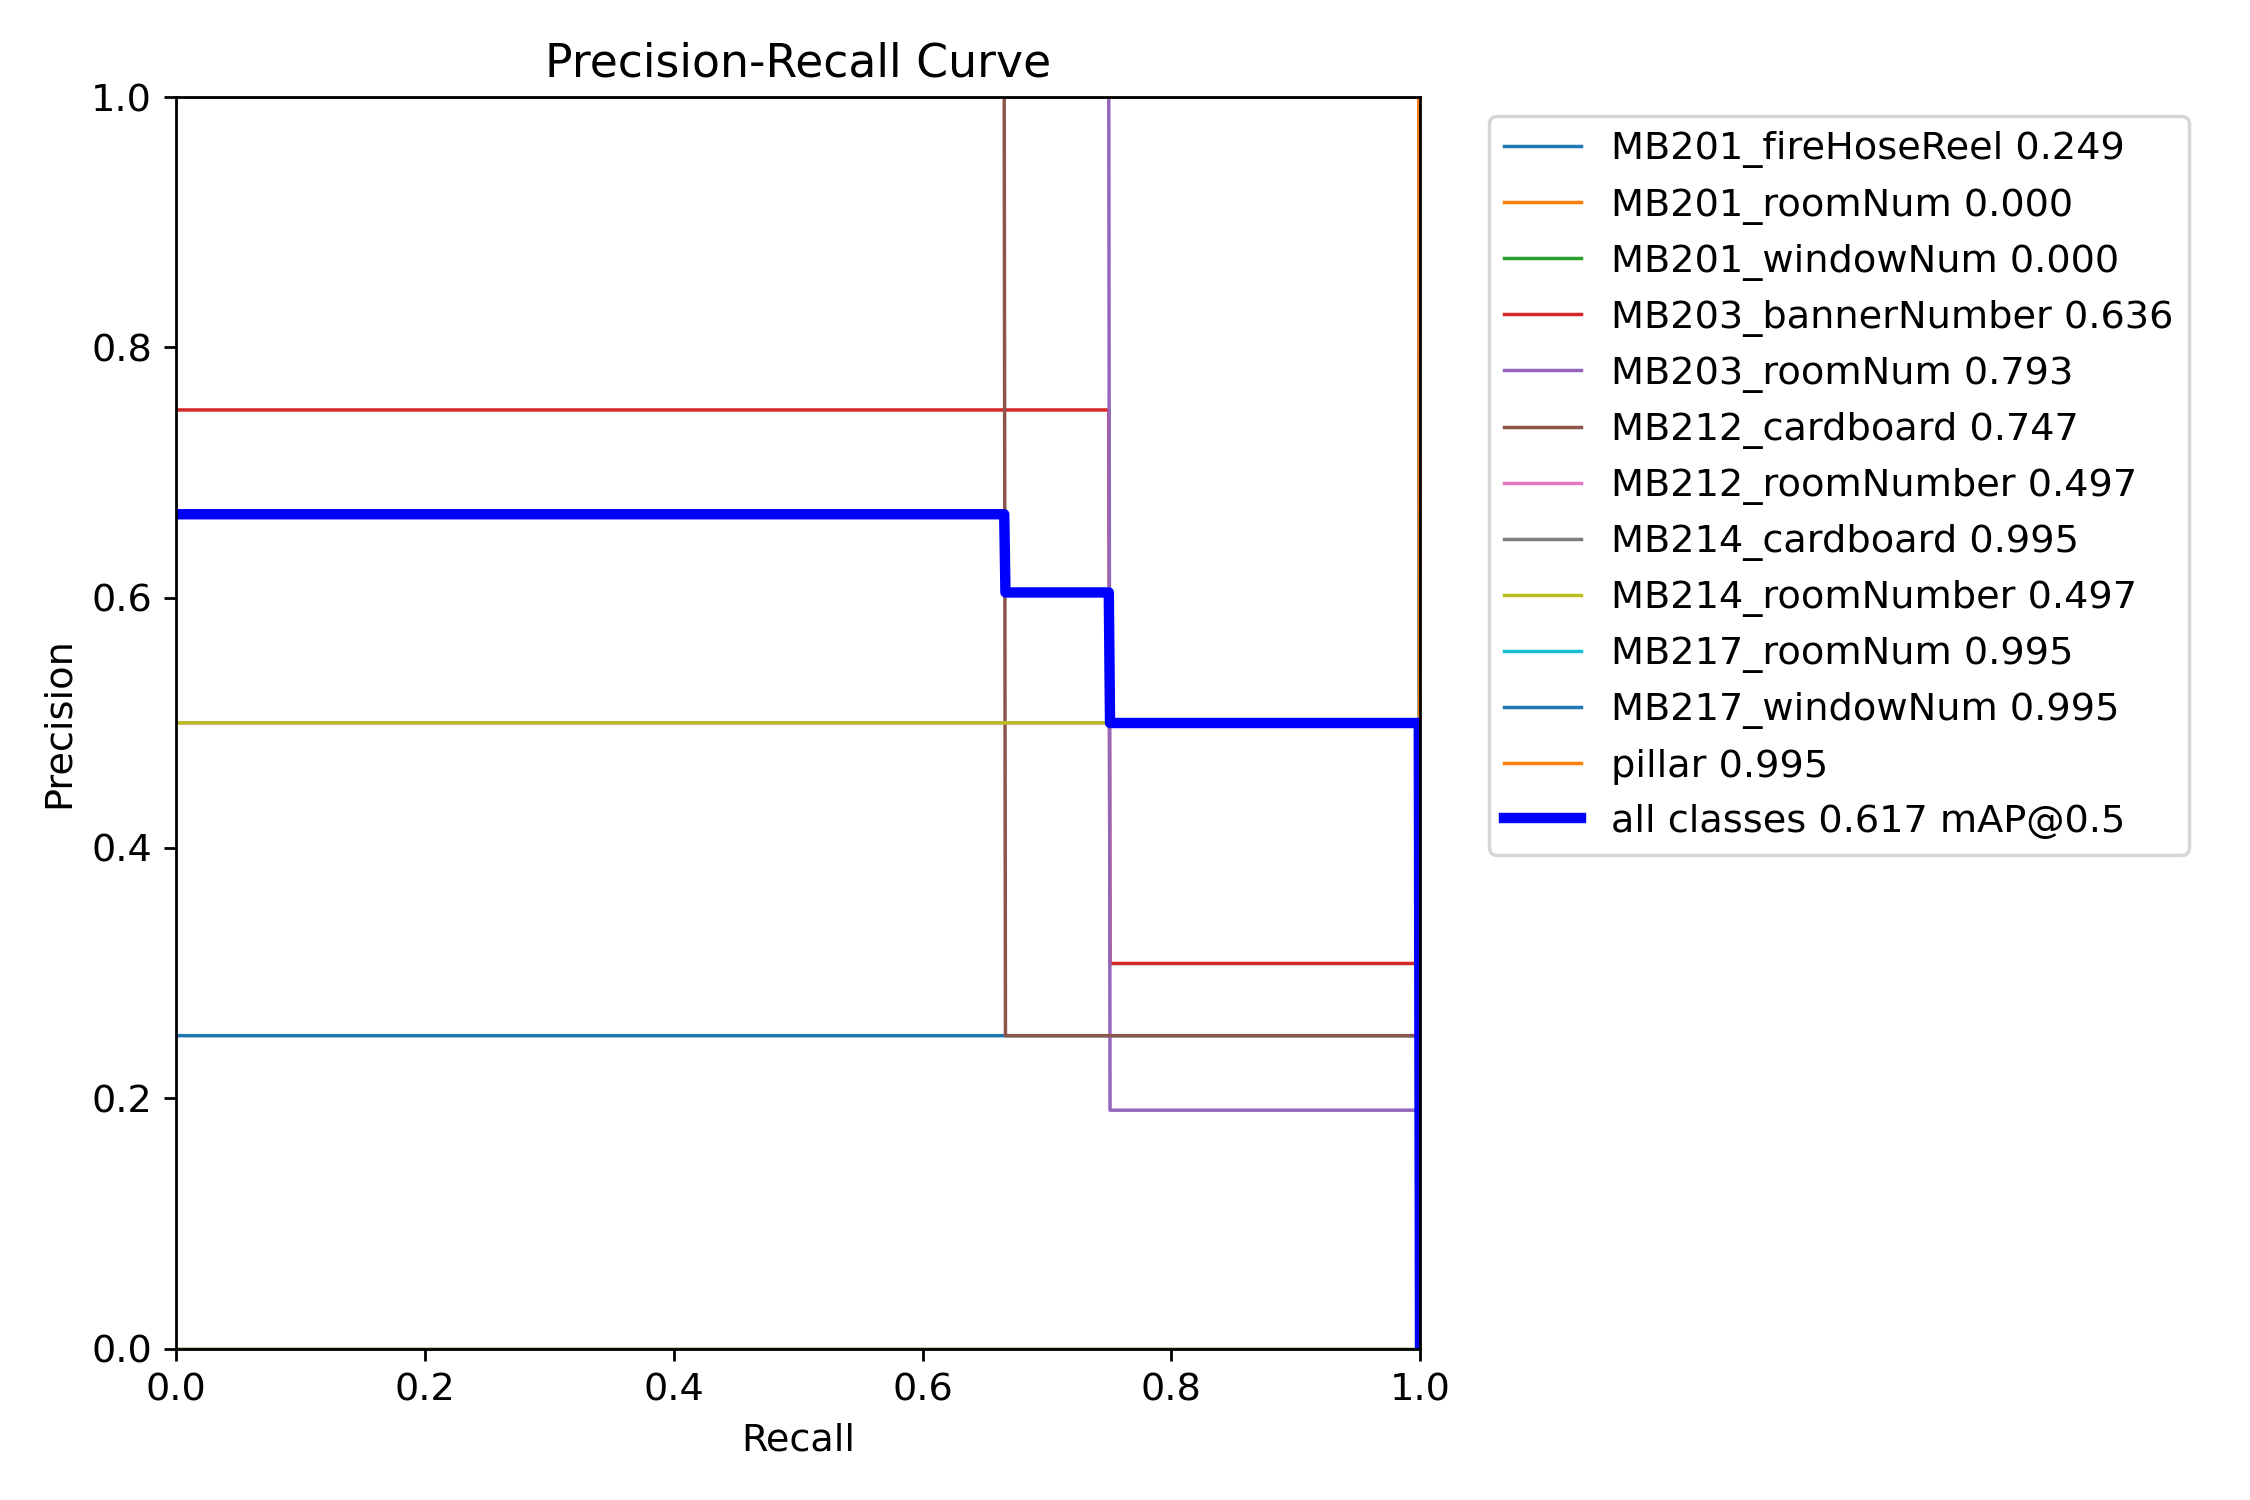 Precision-Recall Curve
1.0
0.8
0.6
0.4
0.2
0.0
Precision
0.0 0.2 0.4 0.6 0.8 1.0
Recall
MB201_fireHoseReel 0.249
MB201_roomNum 0.000
MB201_windowNum 0.000
MB203_bannerNumber 0.636
MB203_roomNum 0.793
MB212_cardboard 0.747
MB212_roomNumber 0.497
MB214_cardboard 0.995
MB214_roomNumber 0.497
MB217_roomNum 0.995
MB217_windowNum 0.995
pillar 0.995
all classes 0.617 mAP@0.5